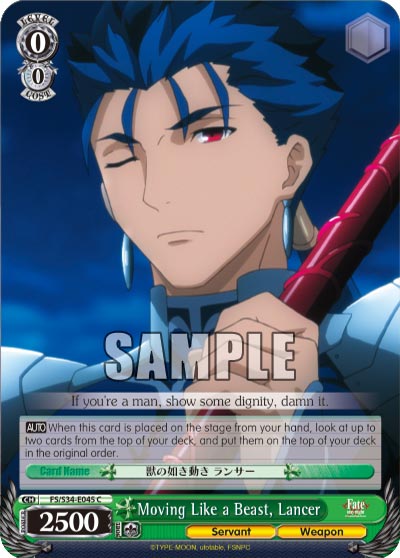 LEVEL
0
0
COST
SAMPLE
If you're a man, show some dignity, damn it.
AUTO When this card is placed on the stage from your hand, look at up
to two cards from the top of your deck, and put them on the top of your deck
in the original order.
Card Name 獣の如き動き ランサー
CH FS/S34-E045 C
Moving Like a Beast, Lancer
Fate
POWER
2500
Servant Weapon
©TYPE-MOON, ufotable, FSNPC